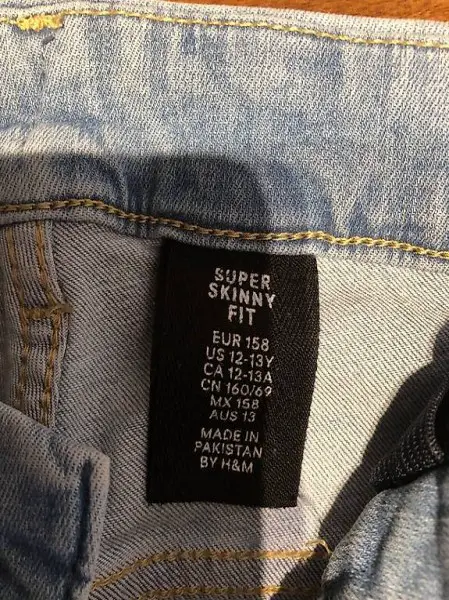 SUPER
SKINNY
FIT
EUR 158
US 12-13Y
CA 12-13A
CN 160/69
MX 158
AUS 13
MADE IN
PAKISTAN
BY H&M